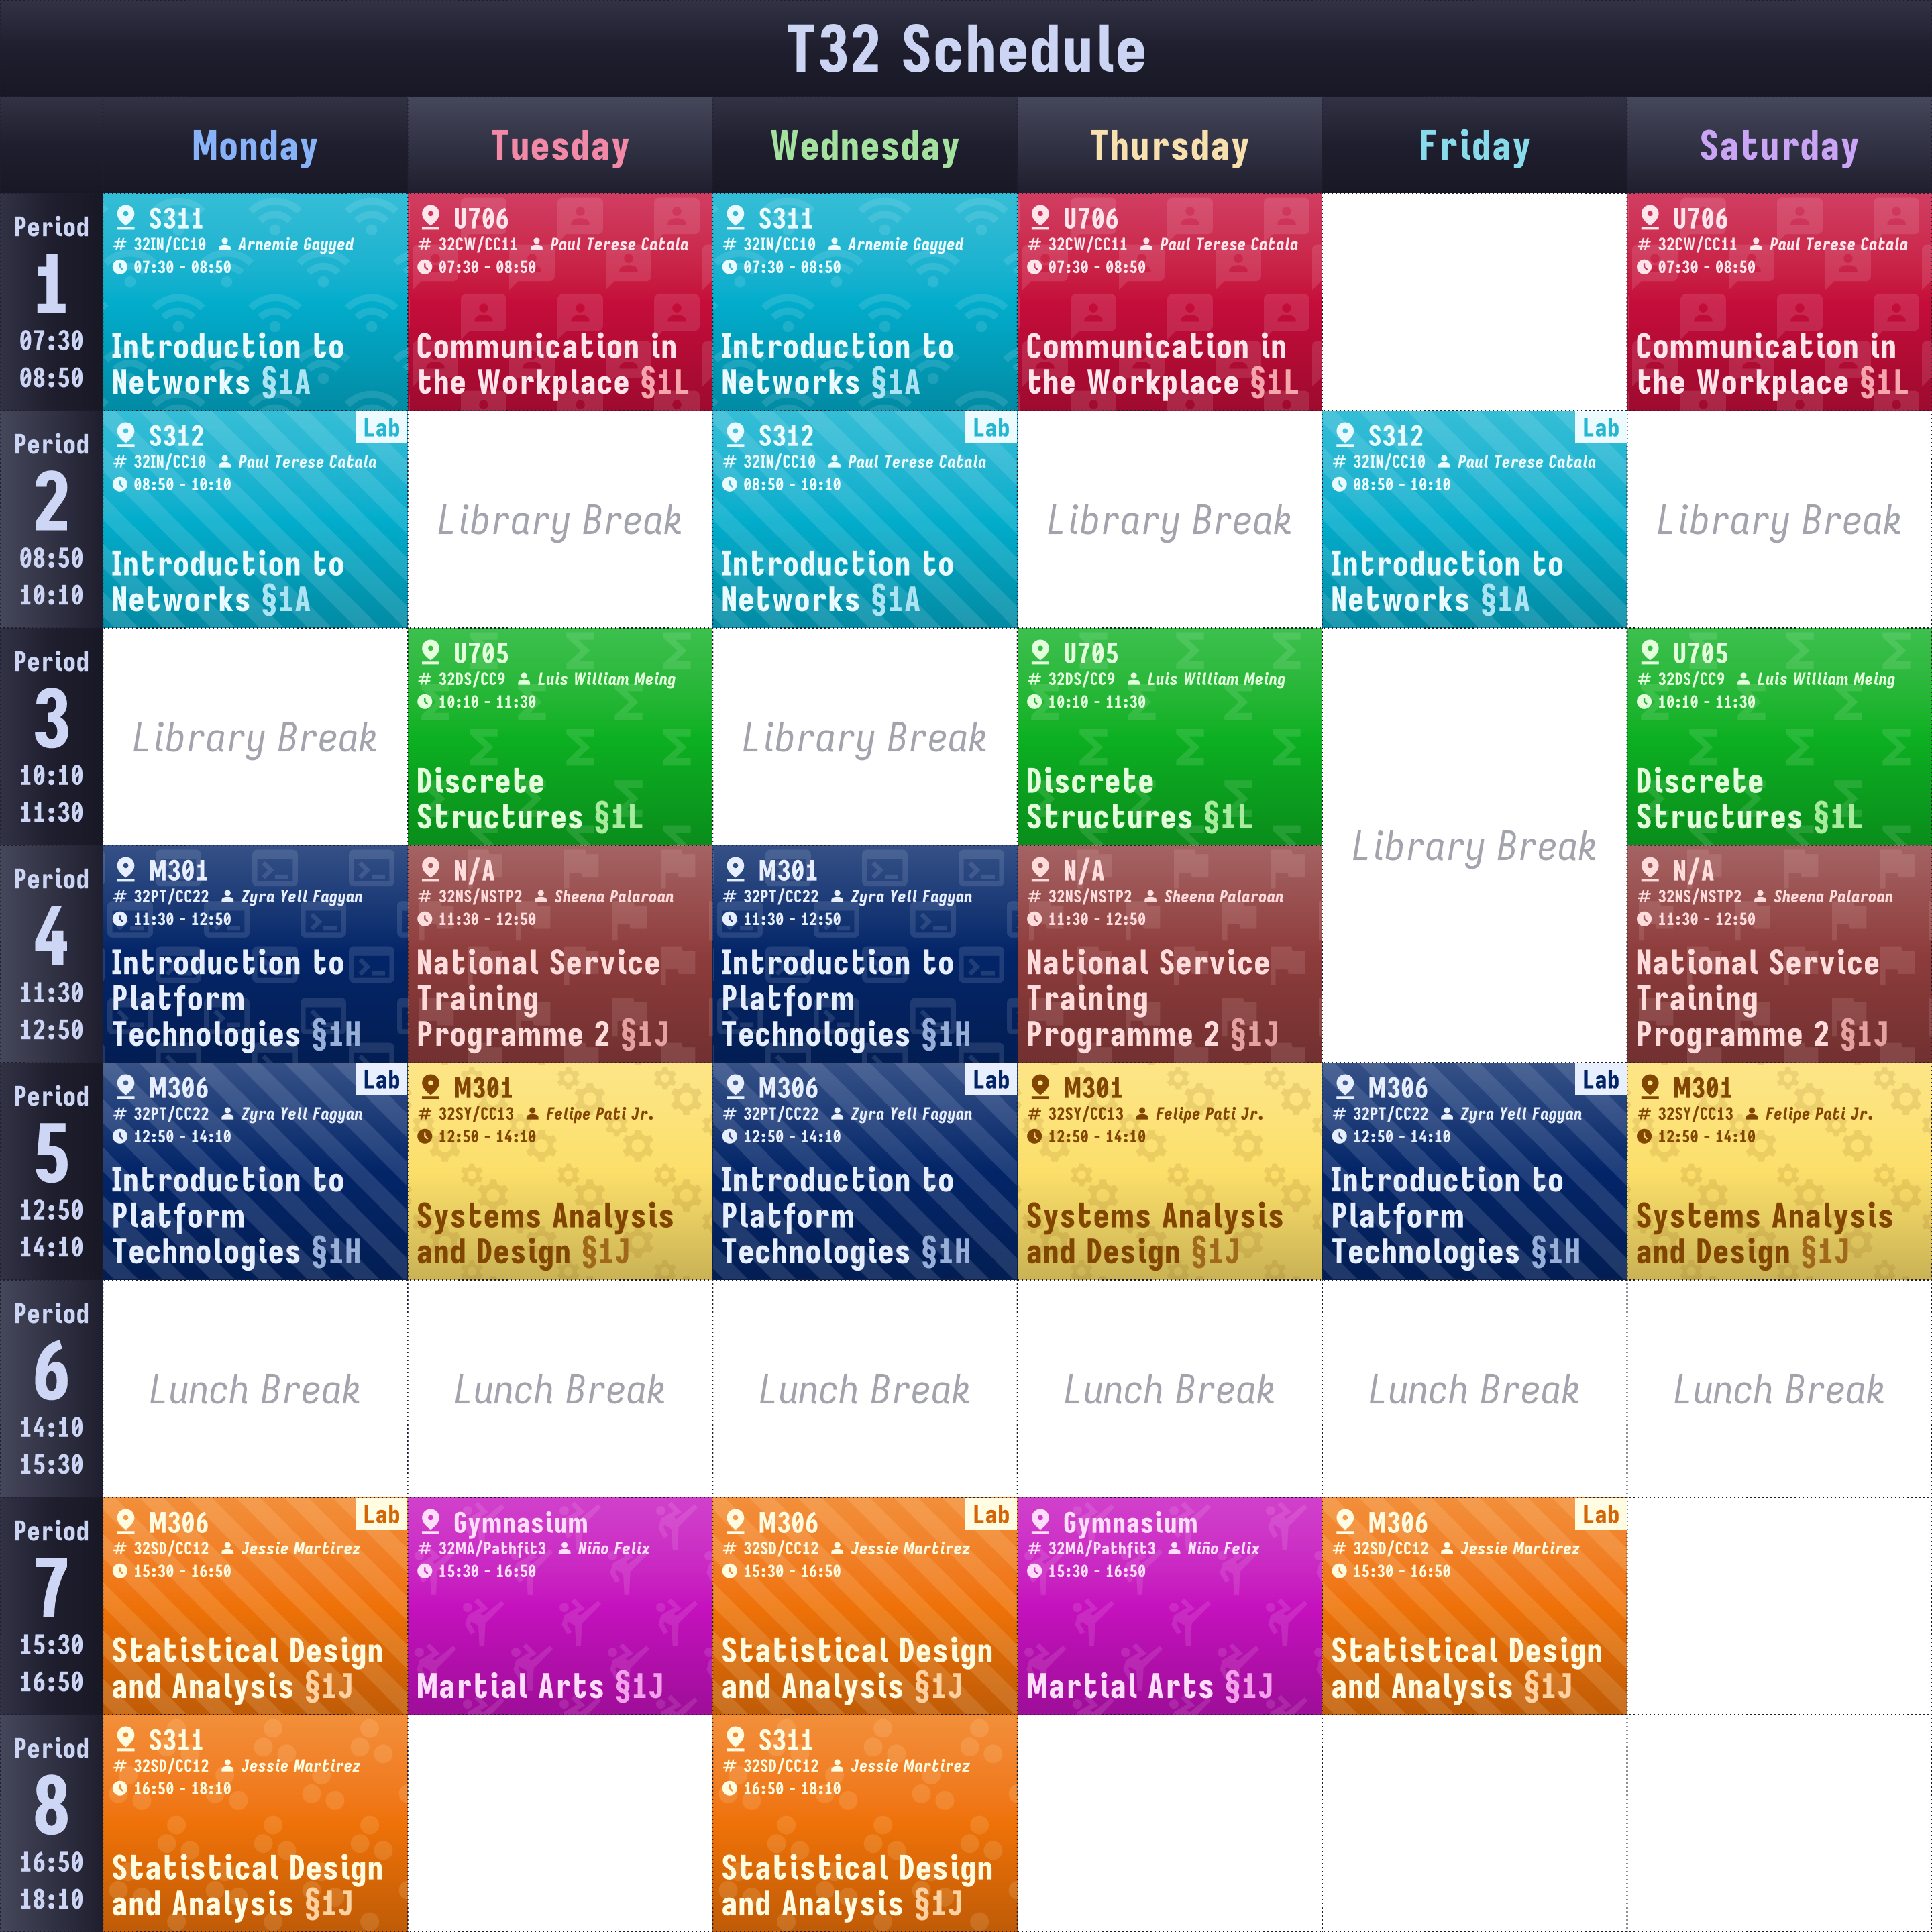 T32 Schedule
Monday
Tuesday
Wednesday
Thursday
Friday
Saturday
Period
1
07:30
08:50
S311
# 32IN/CC10 Arnemie Gayyed
07:30 - 08:50
Introduction to
Networks §1A
U706
# 32CW/CC11 Paul Terese Catala
07:30 - 08:50
Communication in
the Workplace §1L
S311
# 32IN/CC10 Arnemie Gayyed
07:30 - 08:50
Introduction to
Networks §1A
U706
# 32CW/CC11 Paul Terese Catala
07:30 - 08:50
Communication in
the Workplace §1L
U706
# 32CW/CC11 Paul Terese Catala
07:30 - 08:50
Communication in
the Workplace §1L
Period
2
08:50
10:10
S312
Lab
# 32IN/CC10 Paul Terese Catala
08:50 - 10:10
Introduction to
Networks §1A
Library Break
S312
Lab
# 32IN/CC10 Paul Terese Catala
08:50 - 10:10
Introduction to
Networks §1A
Library Break
S312
Lab
# 32IN/CC10 Paul Terese Catala
08:50 - 10:10
Introduction to
Networks §1A
Library Break
Period
3
10:10
11:30
Library Break
U705
# 32DS/CC9 Luis William Meing
10:10 - 11:30
Discrete
Structures §1L
Library Break
U705
# 32DS/CC9 Luis William Meing
10:10 - 11:30
Discrete
Structures §1L
Library Break
U705
# 32DS/CC9 Luis William Meing
10:10 - 11:30
Discrete
Structures §1L
Period
4
11:30
12:50
M301
# 32PT/CC22 Zyra Yell Fagyan
11:30 - 12:50
Introduction to
Platform
Technologies §1H
N/A
# 32NS/NSTP2 Sheena Palaroan
11:30 - 12:50
National Service
Training
Programme 2 §1J
M301
# 32PT/CC22 Zyra Yell Fagyan
11:30 - 12:50
Introduction to
Platform
Technologies §1H
N/A
# 32NS/NSTP2 Sheena Palaroan
11:30 - 12:50
National Service
Training
Programme 2 §1J
N/A
# 32NS/NSTP2 Sheena Palaroan
11:30 - 12:50
National Service
Training
Programme 2 §1J
Period
5
12:50
14:10
M306
Lab
# 32PT/CC22 Zyra Yell Fagyan
12:50 - 14:10
Introduction to
Platform
Technologies §1H
M301
# 32SY/CC13 Felipe Pati Jr.
12:50 - 14:10
Systems Analysis
and Design §1J
M306
Lab
# 32PT/CC22 Zyra Yell Fagyan
12:50 - 14:10
Introduction to
Platform
Technologies §1H
M301
# 32SY/CC13 Felipe Pati Jr.
12:50 - 14:10
Systems Analysis
and Design §1J
M306
Lab
# 32PT/CC22 Zyra Yell Fagyan
12:50 - 14:10
Introduction to
Platform
Technologies §1H
M301
# 32SY/CC13 Felipe Pati Jr.
12:50 - 14:10
Systems Analysis
and Design §1J
Period
6
14:10
15:30
Lunch Break
Lunch Break
Lunch Break
Lunch Break
Lunch Break
Lunch Break
Period
7
15:30
16:50
M306
Lab
# 32SD/CC12 Jessie Martirez
15:30 - 16:50
Statistical Design
and Analysis §1J
Gymnasium
# 32MA/Pathfit3 Niño Felix
15:30 - 16:50
Martial Arts §1J
M306
Lab
# 32SD/CC12 Jessie Martirez
15:30 - 16:50
Statistical Design
and Analysis §1J
Gymnasium
# 32MA/Pathfit3 Niño Felix
15:30 - 16:50
Martial Arts §1J
M306
Lab
# 32SD/CC12 Jessie Martirez
15:30 - 16:50
Statistical Design
and Analysis §1J
Period
8
16:50
18:10
S311
# 32SD/CC12 Jessie Martirez
16:50 - 18:10
Statistical Design
and Analysis §1J
S311
# 32SD/CC12 Jessie Martirez
16:50 - 18:10
Statistical Design
and Analysis §1J